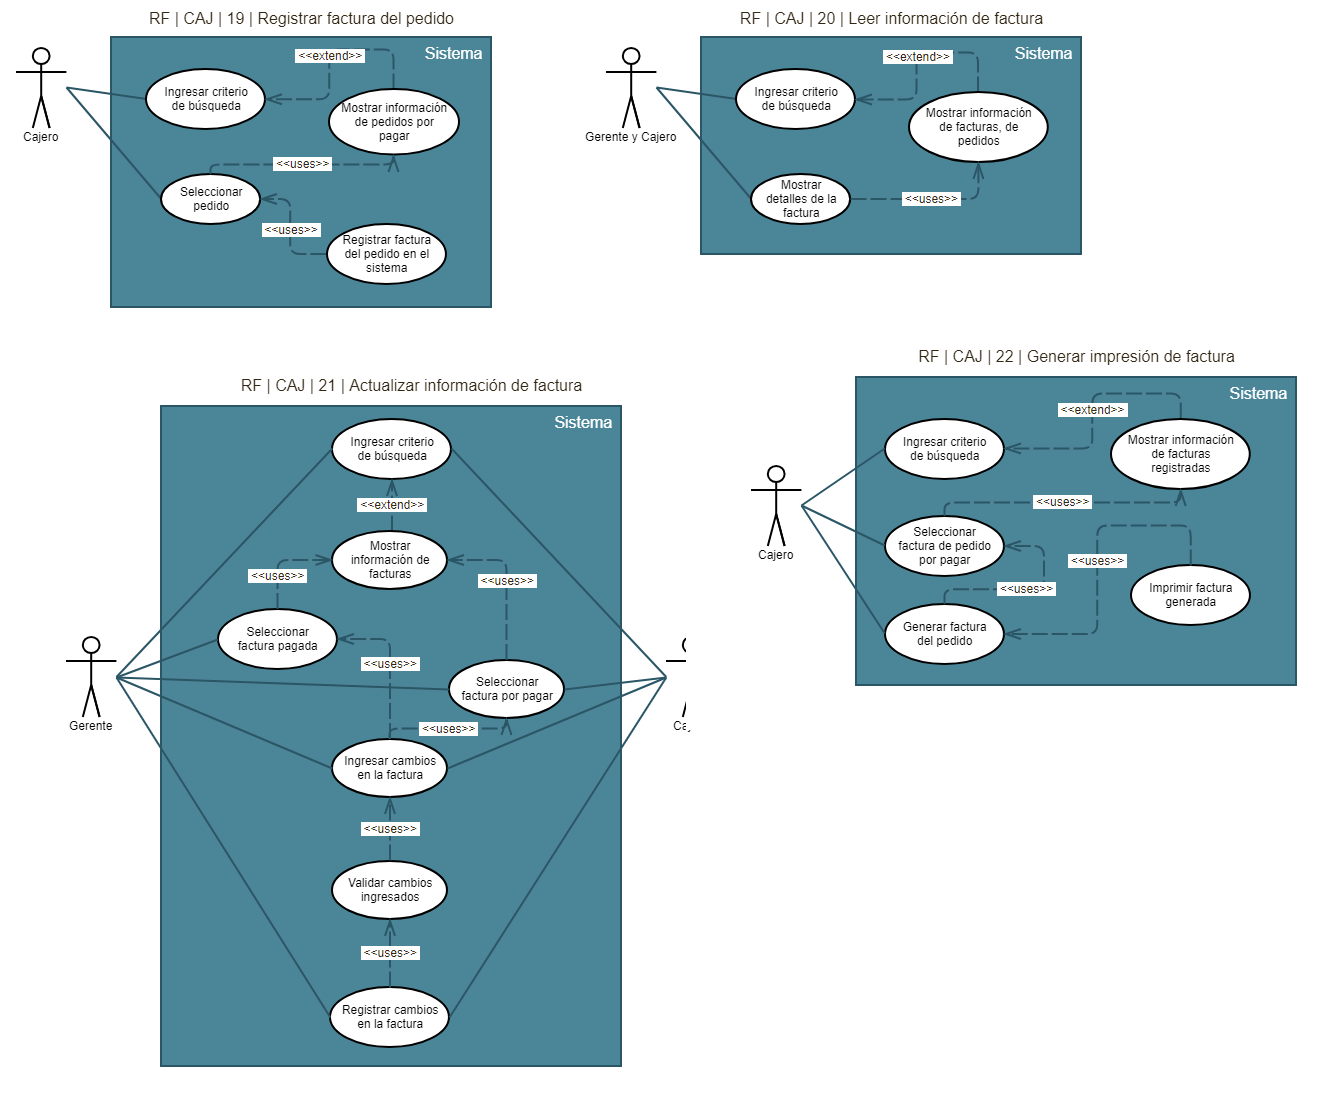 RF | CAJ | 19 | Registrar factura del pedido
Sistema
<<extend>>
Ingresar criterio
de búsqueda
Mostrar información
de pedidos por
pagar
Cajero
<<uses>>
Seleccionar
pedido
<<uses>>
Registrar factura
del pedido en el
sistema
RF | CAJ | 20 | Leer información de factura
Sistema
<<extend>>
Ingresar criterio
de búsqueda
Mostrar información
de facturas, de
pedidos
Gerente y Cajero
Mostrar
detalles de la
factura
<<uses>>
RF | CAJ | 21 | Actualizar información de factura
Sistema
Ingresar criterio
de búsqueda
<<extend>>
Mostrar
información de
facturas
<<uses>>
<<uses>>
Seleccionar
factura pagada
<<uses>>
Seleccionar
factura por pagar
Gerente
<<uses>>
Ingresar cambios
en la factura
<<uses>>
Validar cambios
ingresados
<<uses>>
Registrar cambios
en la factura
RF | CAJ | 22 | Generar impresión de factura
Sistema
<<extend>>
Ingresar criterio
de búsqueda
Mostrar información
de facturas
registradas
<<uses>>
Seleccionar
factura de pedido
por pagar
Cajero
<<uses>>
<<uses>>
Imprimir factura
generada
Generar factura
del pedido